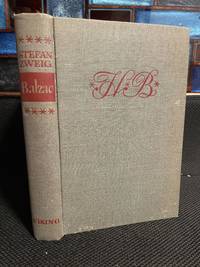 STEFAN
ZWEIG
Balzac
VIKING
H B